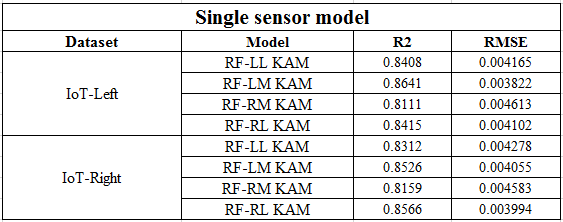 Single sensor model
Dataset Model R2 RMSE
IoT-Left
RF-LL KAM 0.8408 0.004165
RF-LM KAM 0.8641 0.003822
RF-RM KAM 0.8111 0.004613
RF-RL KAM 0.8415 0.004102
IoT-Right
RF-LL KAM 0.8312 0.004278
RF-LM KAM 0.8526 0.004055
RF-RM KAM 0.8159 0.004583
RF-RL KAM 0.8566 0.003994